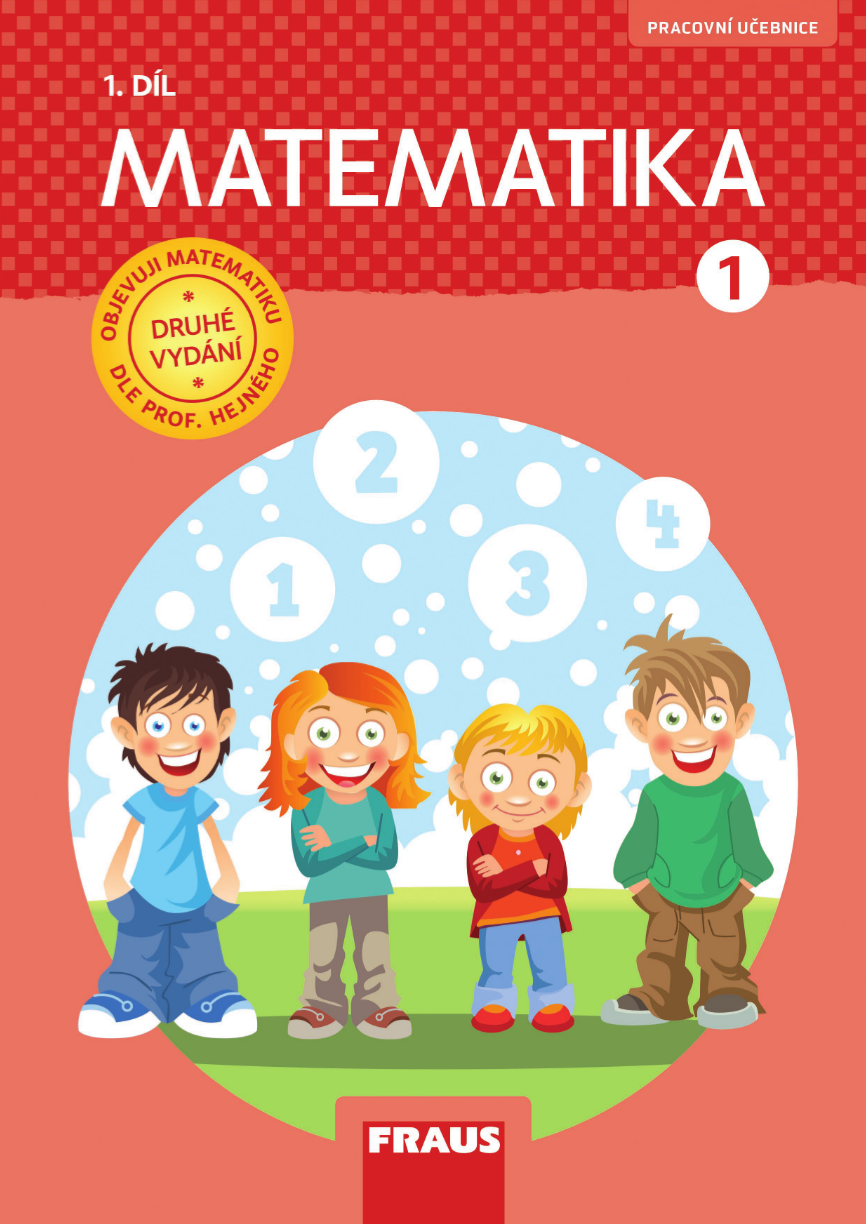 PRACOVNÍ UČEBNICE
1. DÍL
MATEMATIKA
1
OBJEVUJI MATEMATIKU
* DRUHÉ
VYDÁNÍ *
DLE PROF. HEJNÉHO
2
4
1
3
FRAUS